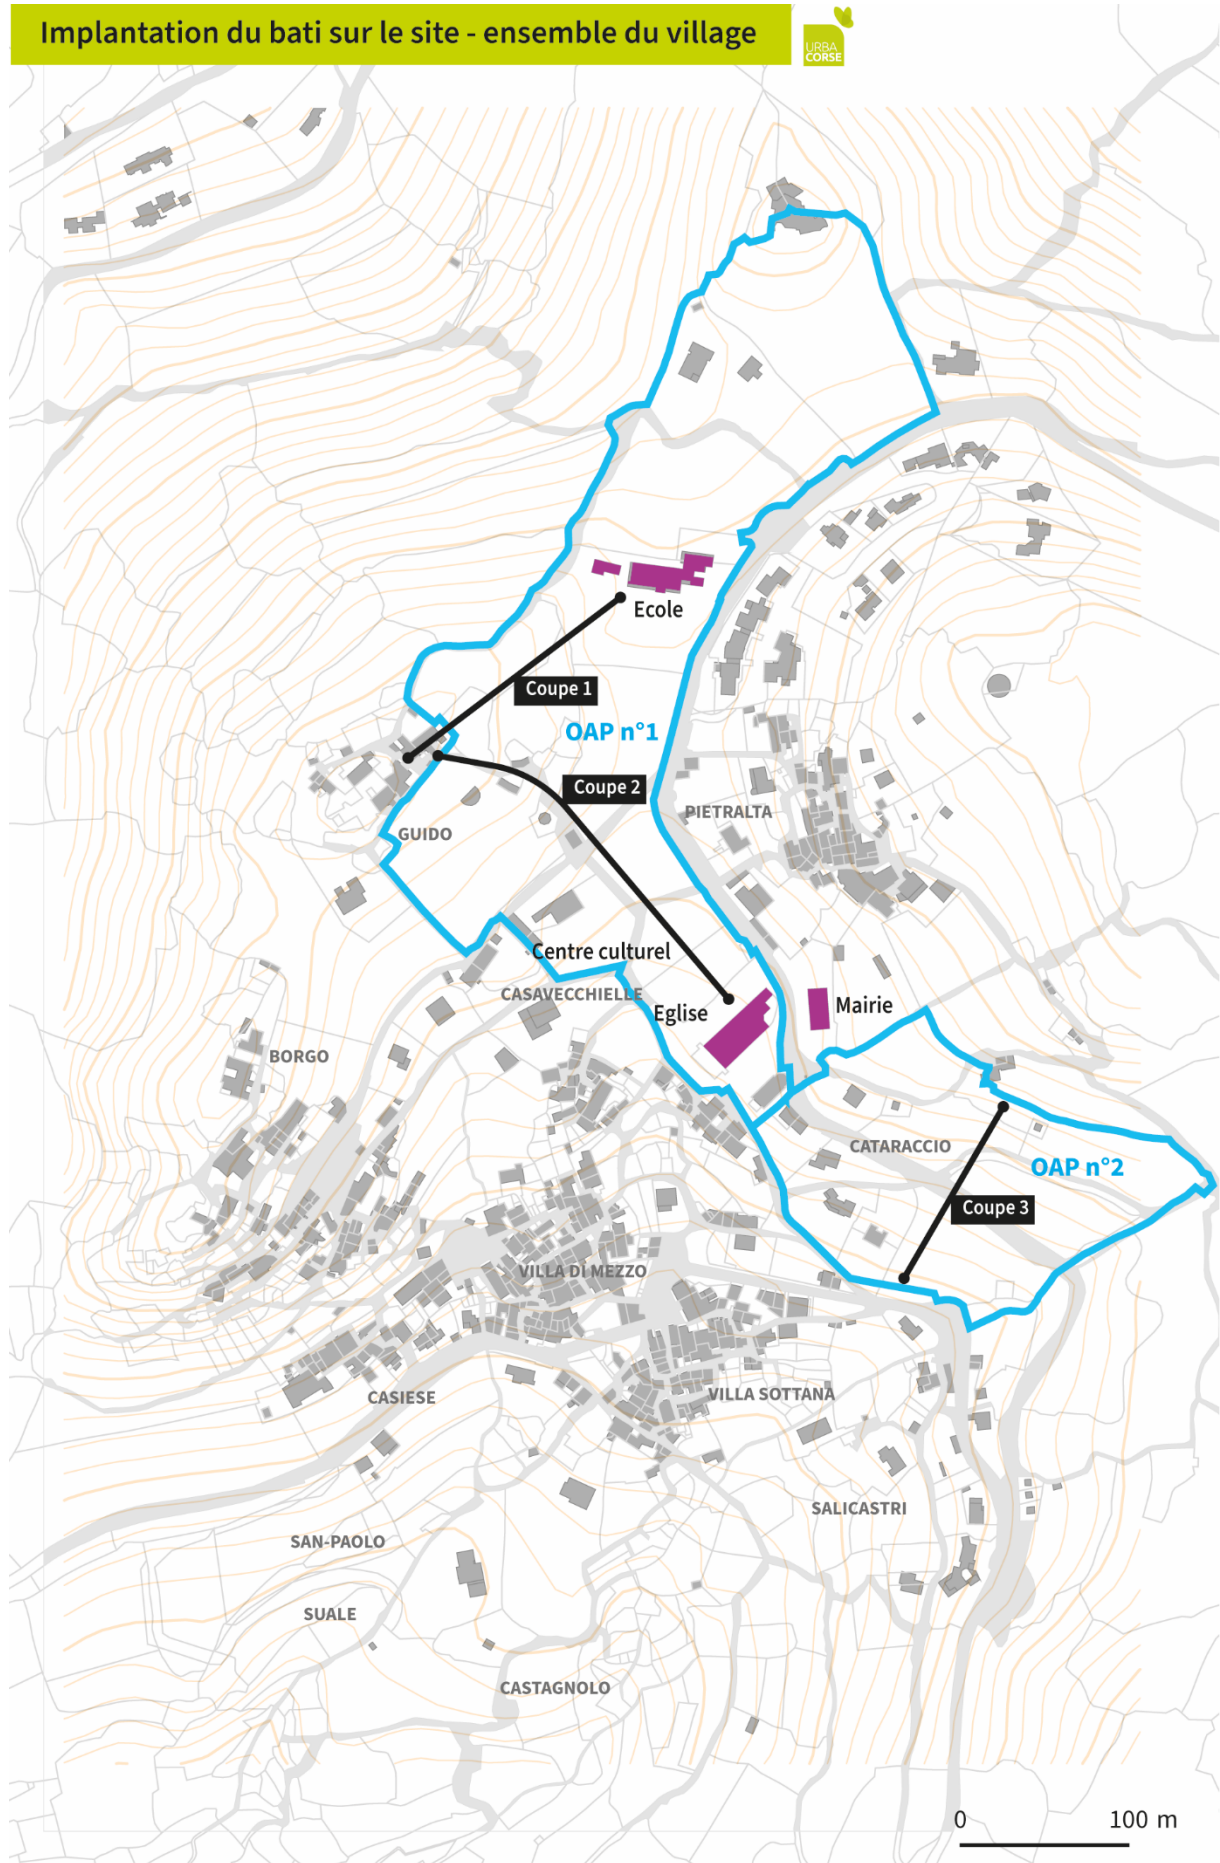 Implantation du bati sur le site - ensemble du village
URBA
CORSE
Ecole
Coupe 1
OAP n°1
Coupe 2
PIETRALTA
GUIDO
Centre culturel
CASAVECCHIELLE
Eglise
Mairie
BORGO
CATARACCIO
OAP n°2
Coupe 3
VILLA DI MEZZO
CASIESE
VILLA SOTTANA
SALICASTRI
SAN-PAOLO
SUALE
CASTAGNOLO
0 100 m